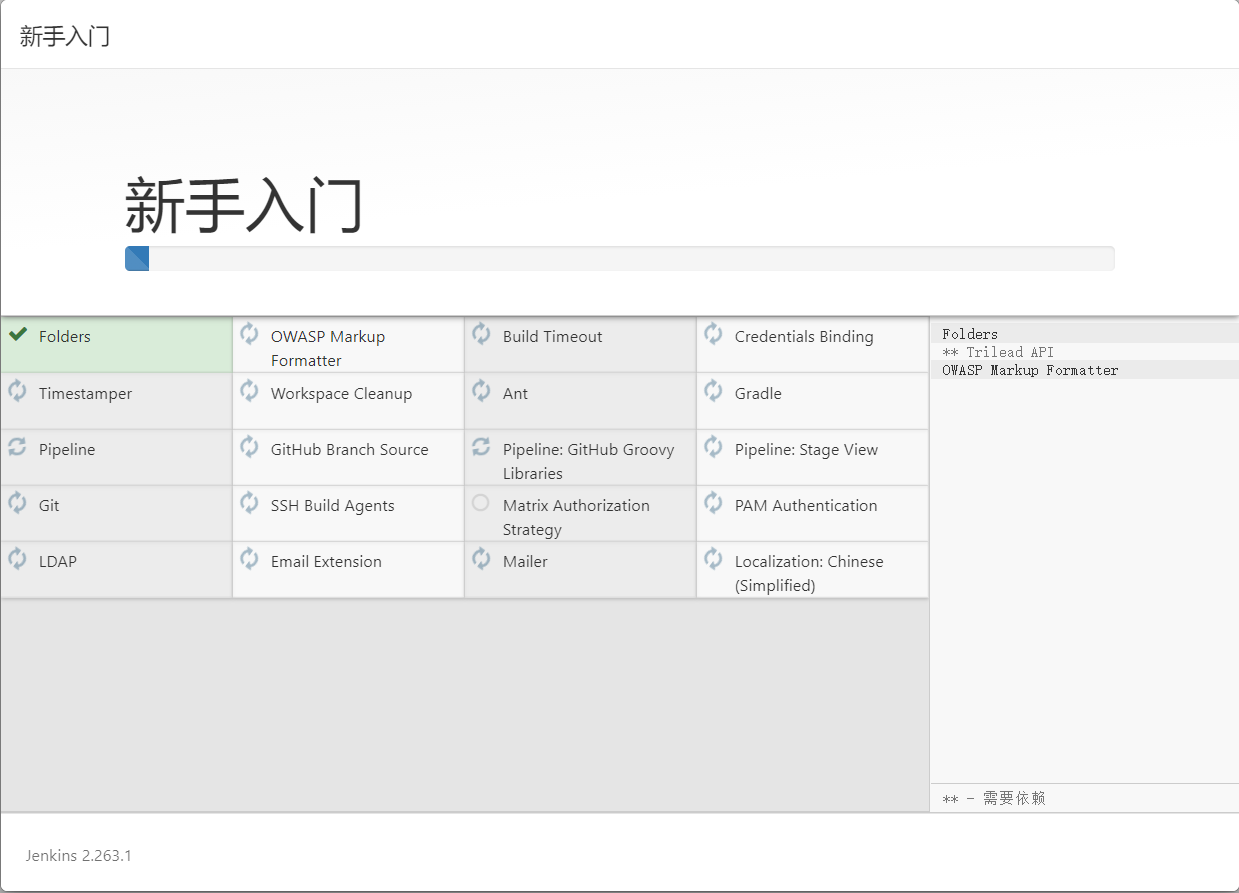 新手入门
新手入门
Folders
OWASP Markup
Formatter
Build Timeout
Credentials Binding
Timestamper
Workspace Cleanup
Ant
Gradle
Pipeline
GitHub Branch Source
Pipeline: GitHub Groovy
Libraries
Pipeline: Stage View
Git
SSH Build Agents
Matrix Authorization
Strategy
PAM Authentication
LDAP
Email Extension
Mailer
Localization: Chinese
(Simplified)
Folders
** Trilead API
OWASP Markup Formatter
** - 需要依赖
Jenkins 2.263.1